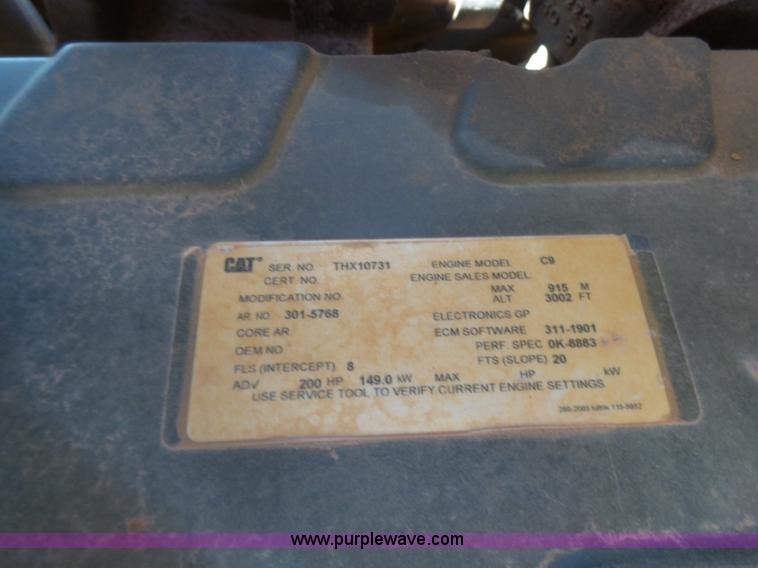 CAT® SER. NO. THX10731 ENGINE MODEL C9
CERT. NO. ENGINE SALES MODEL
MODIFICATION NO. MAX 915 M
ALT 3002 FT
AR. NO. 301-5768 ELECTRONICS GP
CORE AR. ECM SOFTWARE 311-1901
OEM NO PERF. SPEC 0K-8883
FLS (INTERCEPT) 8 FTS (SLOPE) 20
ADV 200 HP 149.0 kW MAX HP kW
USE SERVICE TOOL TO VERIFY CURRENT ENGINE SETTINGS
www.purplewave.com